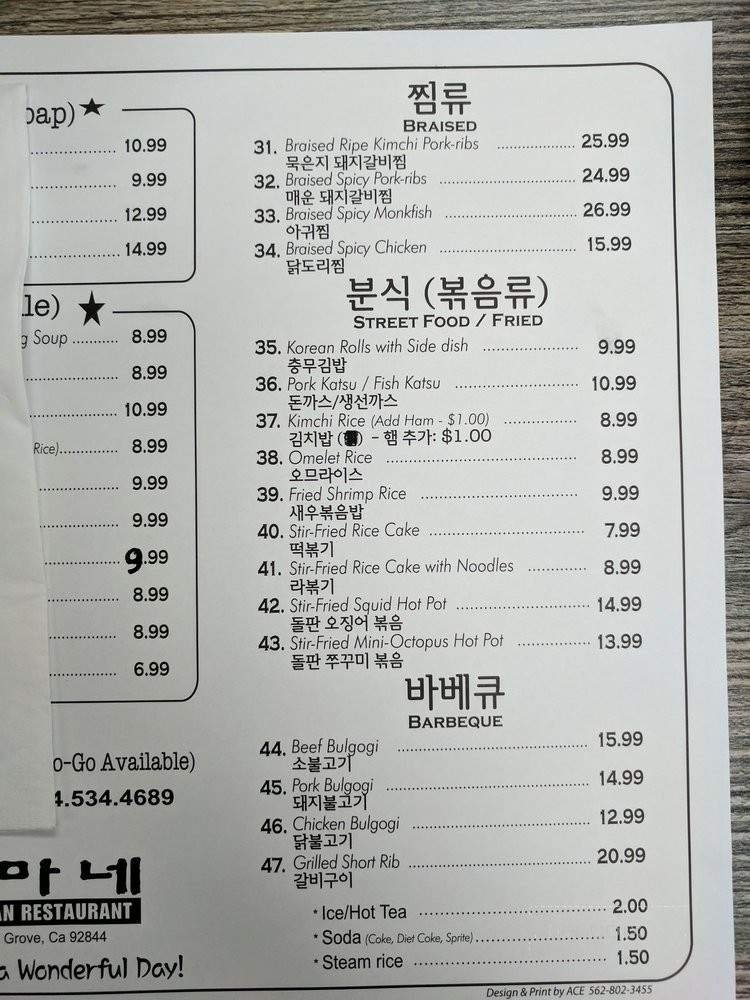 bap) ★
10.99
9.99
12.99
14.99
le) ★
g Soup .......... 8.99
8.99
10.99
Rice)............. 8.99
9.99
9.99
9.99
8.99
8.99
6.99
o-Go Available)
4.534.4689
마네
AN RESTAURANT
Grove, Ca 92844
a Wonderful Day!
찜류
BRAISED
31. Braised Ripe Kimchi Pork-ribs .................. 25.99
묵은지 돼지갈비찜
32. Braised Spicy Pork-ribs .................. 24.99
매운 돼지갈비찜
33. Braised Spicy Monkfish .................. 26.99
아귀찜
34. Braised Spicy Chicken .................. 15.99
닭도리찜
분식 (볶음류)
STREET FOOD / FRIED
35. Korean Rolls with Side dish .................. 9.99
충무김밥
36. Pork Katsu / Fish Katsu .................. 10.99
돈까스/생선까스
37. Kimchi Rice (Add Ham - $1.00) .................. 8.99
김치밥 ( ) - 햄 추가: $1.00
38. Omelet Rice .................. 8.99
오므라이스
39. Fried Shrimp Rice .................. 9.99
새우볶음밥
40. Stir-Fried Rice Cake .................. 7.99
떡볶기
41. Stir-Fried Rice Cake with Noodles ............ 8.99
라볶기
42. Stir-Fried Squid Hot Pot .................. 14.99
돌판 오징어 볶음
43. Stir-Fried Mini-Octopus Hot Pot .................. 13.99
돌판 쭈꾸미 볶음
바베큐
BARBEQUE
44. Beef Bulgogi .................. 15.99
소불고기
45. Pork Bulgogi .................. 14.99
돼지불고기
46. Chicken Bulgogi .................. 12.99
닭불고기
47. Grilled Short Rib .................. 20.99
갈비구이
* Ice/Hot Tea .................. 2.00
* Soda (Coke, Diet Coke, Sprite) .................. 1.50
* Steam rice .................. 1.50
Design & Print by ACE 562-802-3455